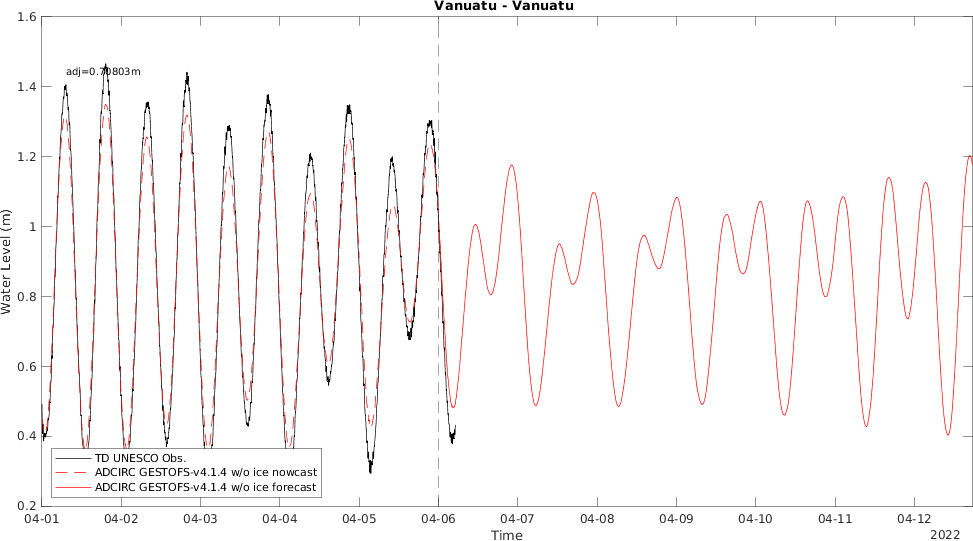 Vanuatu - Vanuatu
1.6
1.4
1.2
1
0.8
0.6
0.4
0.2
Water Level (m)
adj=0.70803m
TD UNESCO Obs.
ADCIRC GESTOFS-v4.1.4 w/o ice nowcast
ADCIRC GESTOFS-v4.1.4 w/o ice forecast
04-01 04-02 04-03 04-04 04-05 04-06 04-07 04-08 04-09 04-10 04-11 04-12
Time
2022